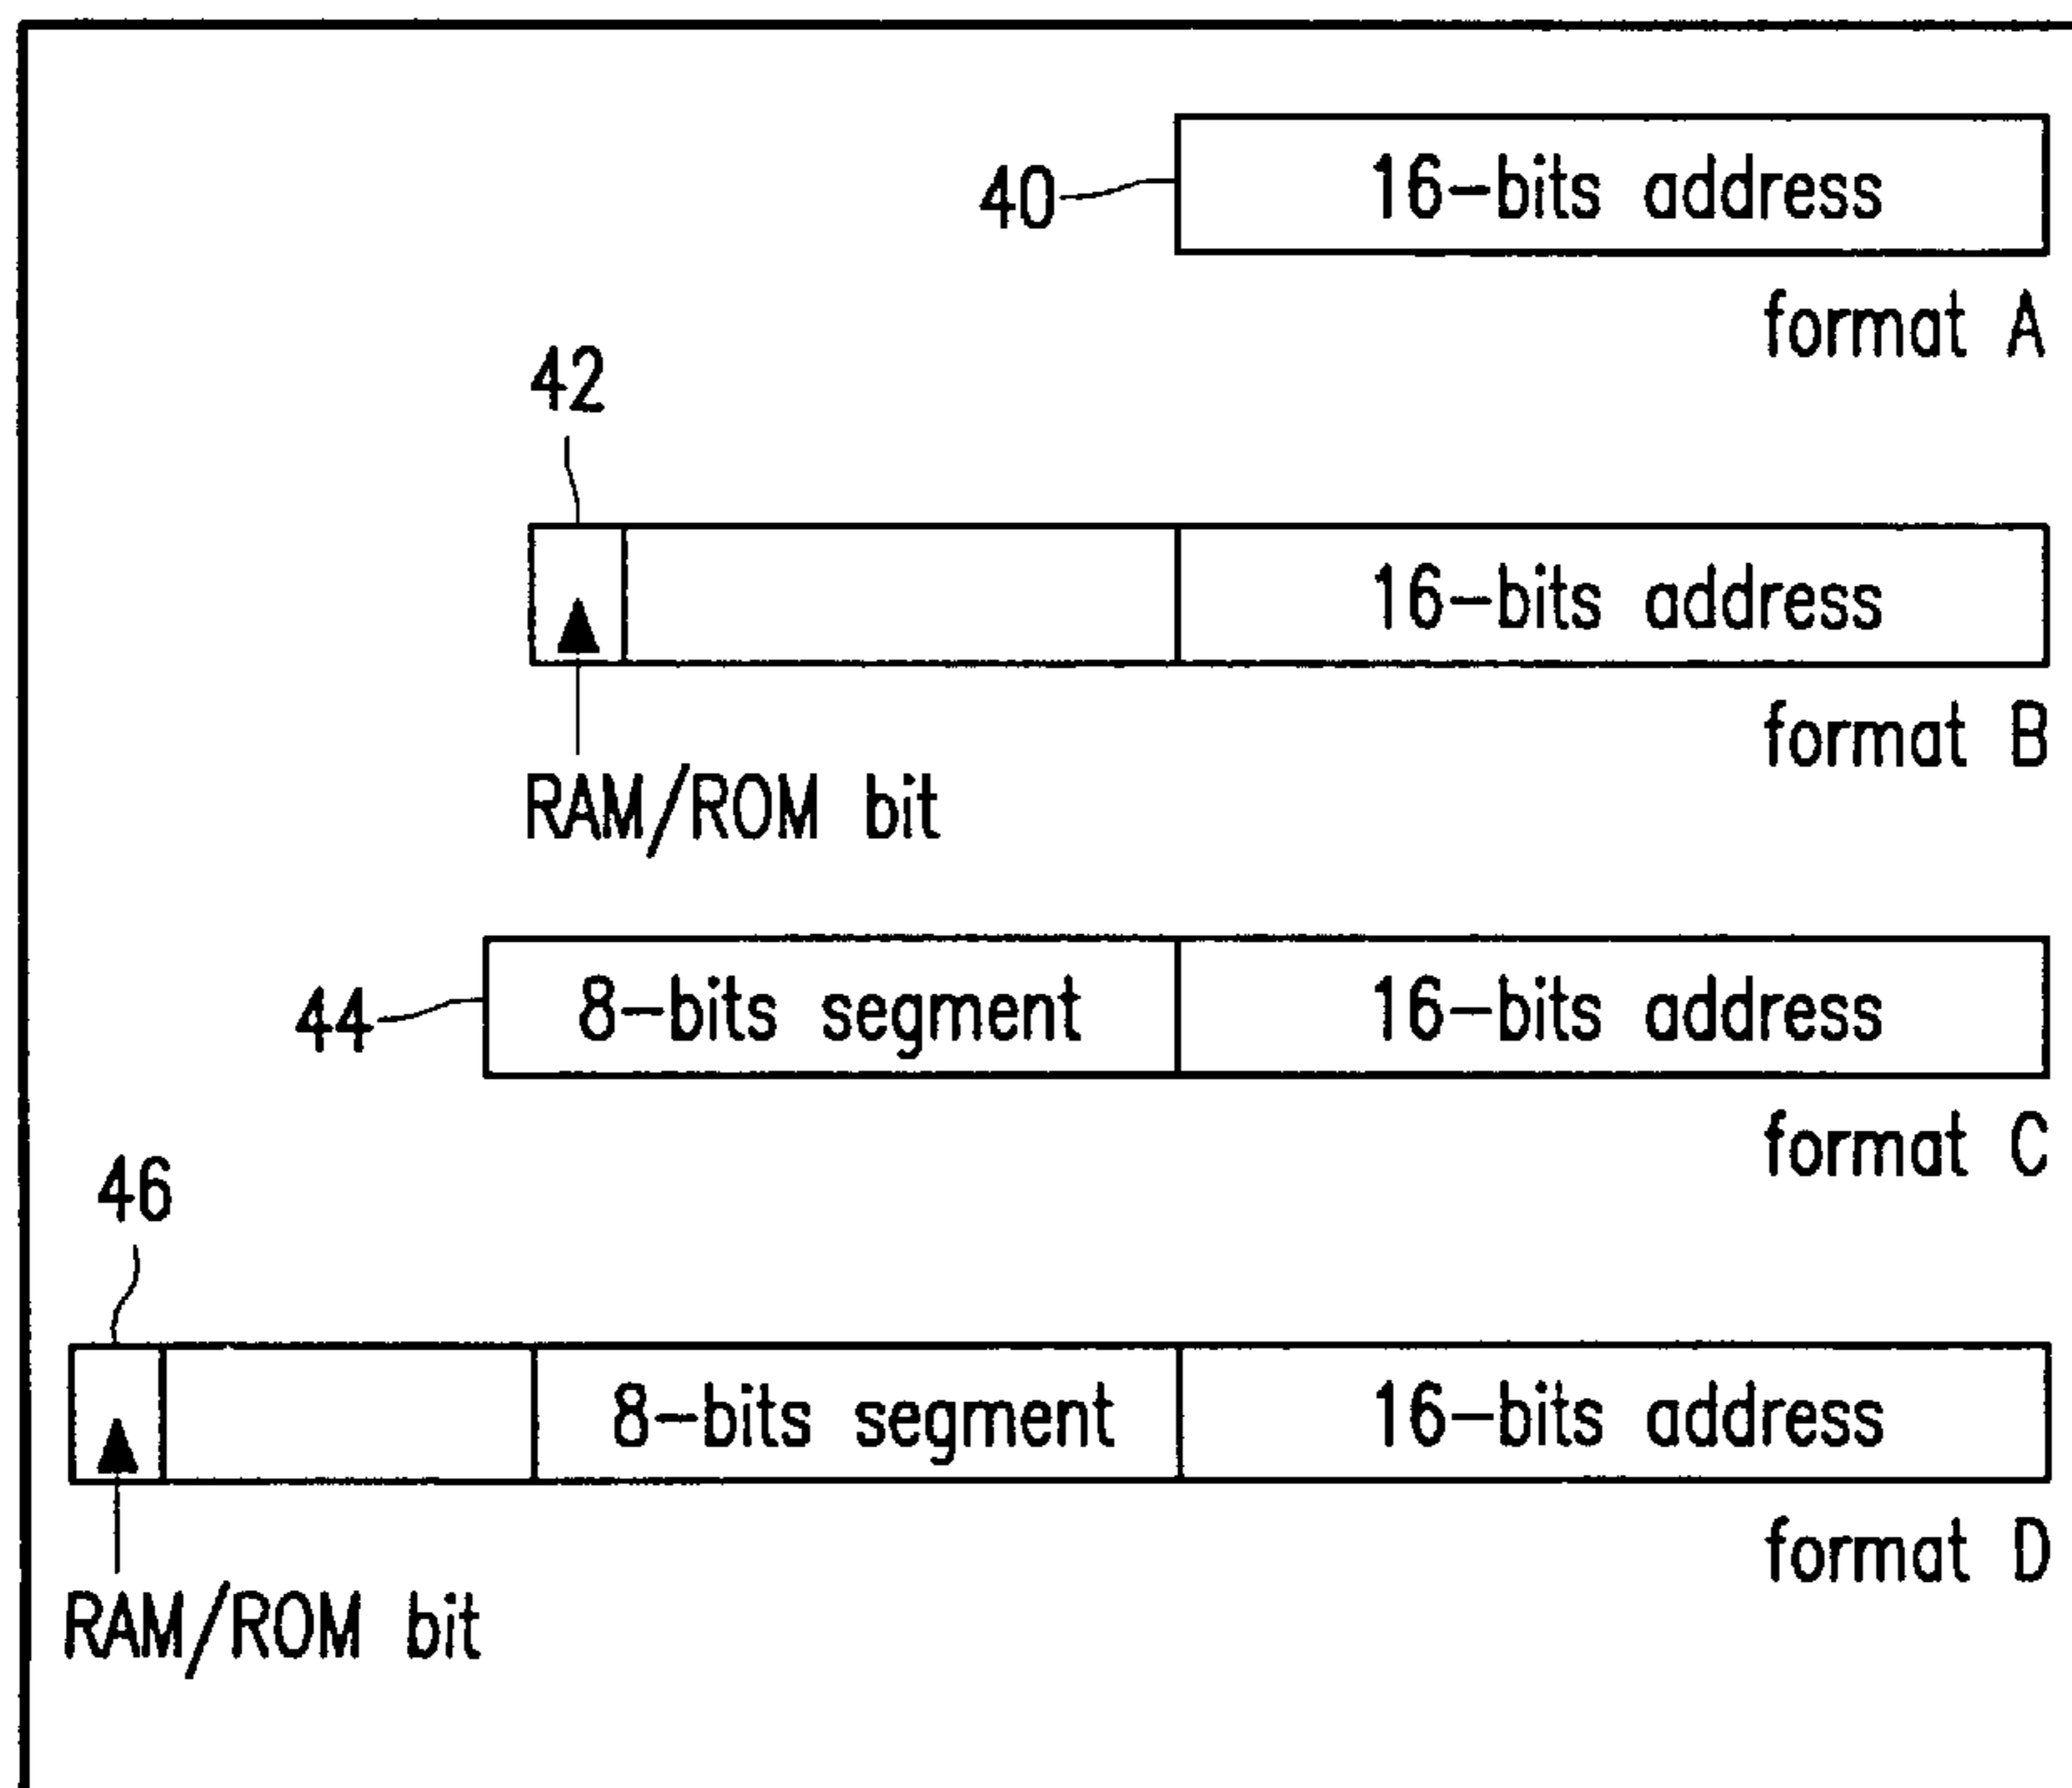 40
16-bits address
format A
42
16-bits address
format B
RAM/ROM bit
44
8-bits segment
16-bits address
format C
46
8-bits segment
16-bits address
format D
RAM/ROM bit